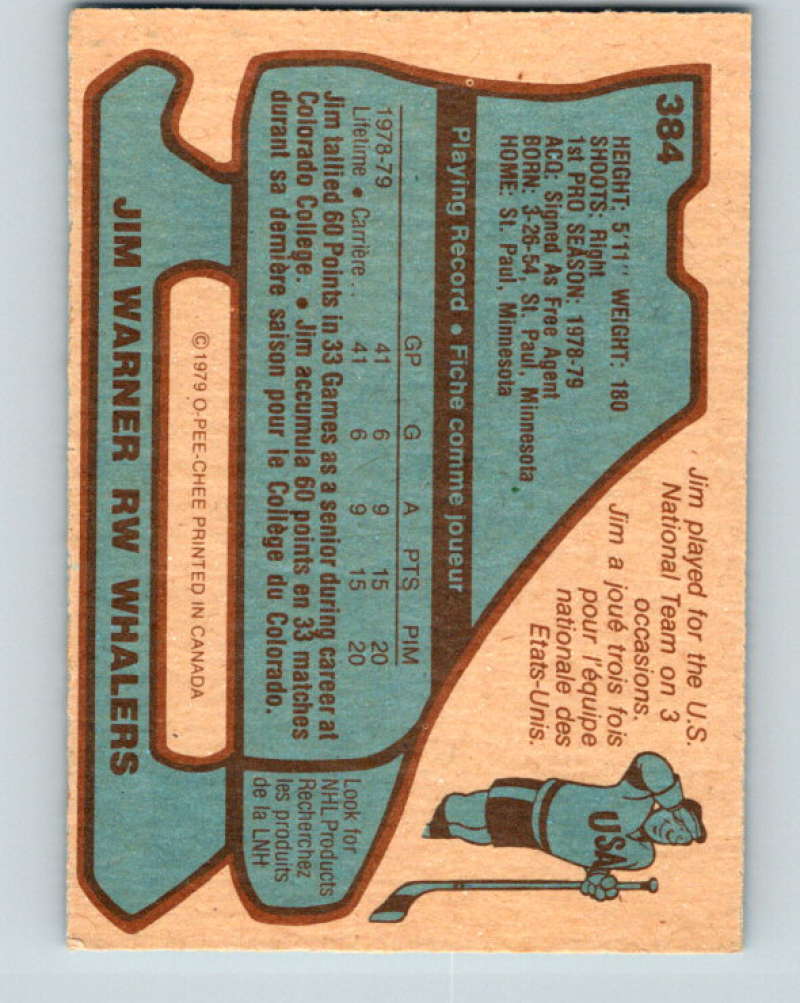 384
HEIGHT: 5'11" WEIGHT: 180
SHOOTS: Right
1st PRO SEASON: 1978-79
ACQ: Signed As Free Agent
BORN: 3-26-54, St. Paul, Minnesota
HOME: St. Paul, Minnesota
Jim played for the U.S.
National Team on 3
occasions.
Jim a joué trois fois
pour l'équipe
nationale des
Etats-Unis.
USA
Playing Record • Fiche comme joueur
GP G A PTS PIM
1978-79 41 6 9 15 20
Lifetime • Carrière : 41 6 9 15 20
Jim tallied 60 Points in 33 Games as a senior during career at
Colorado College. • Jim accumula 60 points en 33 matches
durant sa dernière saison pour le Collège du Colorado.
Look for
NHL Products
Recherchez
les produits
de la LNH
©1979 O-PEE-CHEE PRINTED IN CANADA
JIM WARNER RW WHALERS